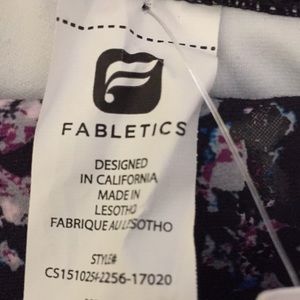 FABLETICS
DESIGNED
IN CALIFORNIA
MADE IN
LESOTHO
FABRIQUE AU LESOTHO
STYLE#
CS1510254-2256-17020